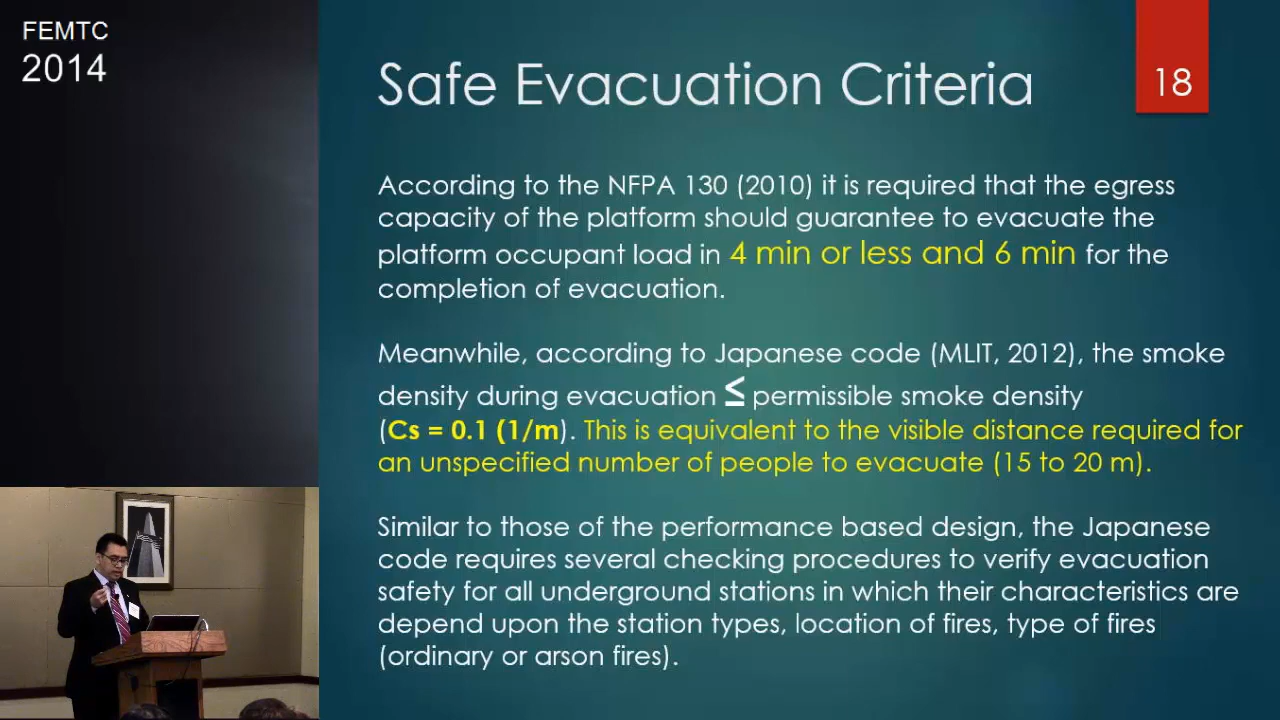 FEMTC
2014
Safe Evacuation Criteria
18
According to the NFPA 130 (2010) it is required that the egress
capacity of the platform should guarantee to evacuate the
platform occupant load in 4 min or less and 6 min for the
completion of evacuation.
Meanwhile, according to Japanese code (MLIT, 2012), the smoke
density during evacuation ≤ permissible smoke density
(Cs = 0.1 (1/m). This is equivalent to the visible distance required for
an unspecified number of people to evacuate (15 to 20 m).
Similar to those of the performance based design, the Japanese
code requires several checking procedures to verify evacuation
safety for all underground stations in which their characteristics are
depend upon the station types, location of fires, type of fires
(ordinary or arson fires).